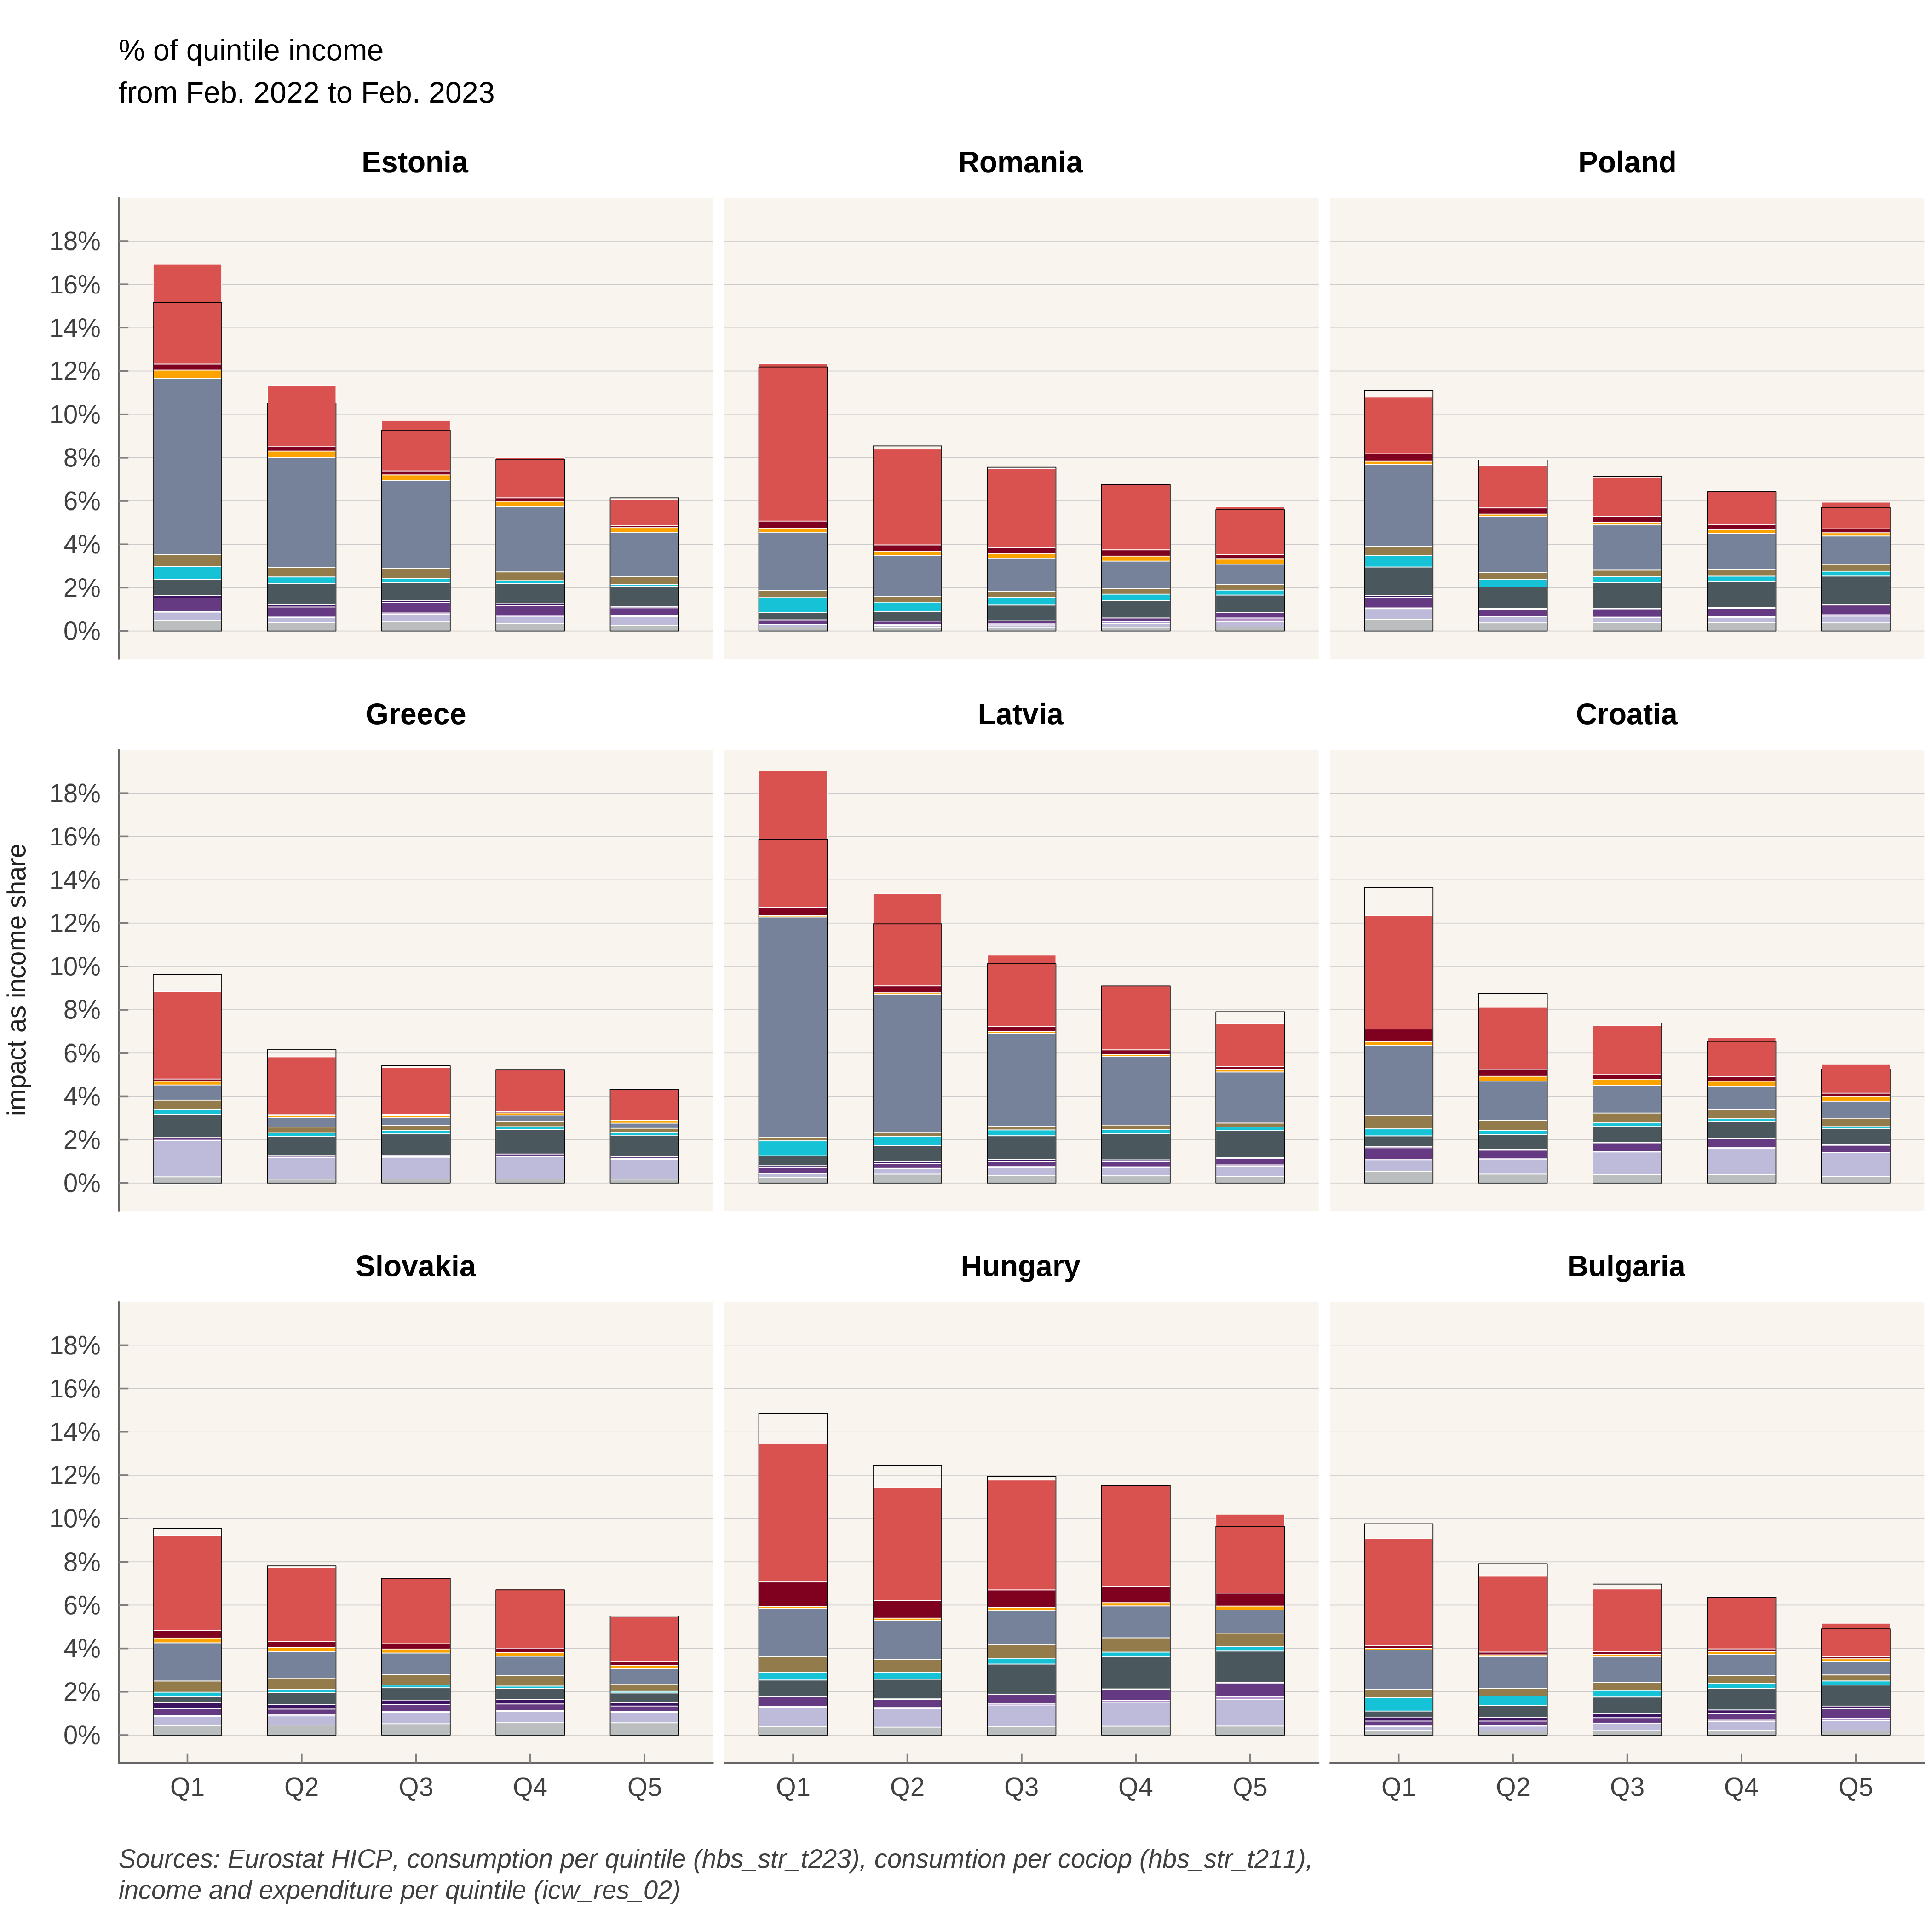 % of quintile income
from Feb. 2022 to Feb. 2023
Estonia
Romania
Poland
18%
16%
14%
12%
10%
8%
6%
4%
2%
0%
Greece
Latvia
Croatia
impact as income share
18%
16%
14%
12%
10%
8%
6%
4%
2%
0%
Slovakia
Hungary
Bulgaria
18%
16%
14%
12%
10%
8%
6%
4%
2%
0%
Q1 Q2 Q3 Q4 Q5
Q1 Q2 Q3 Q4 Q5
Q1 Q2 Q3 Q4 Q5
Sources: Eurostat HICP, consumption per quintile (hbs_str_t223), consumtion per cociop (hbs_str_t211),
income and expenditure per quintile (icw_res_02)